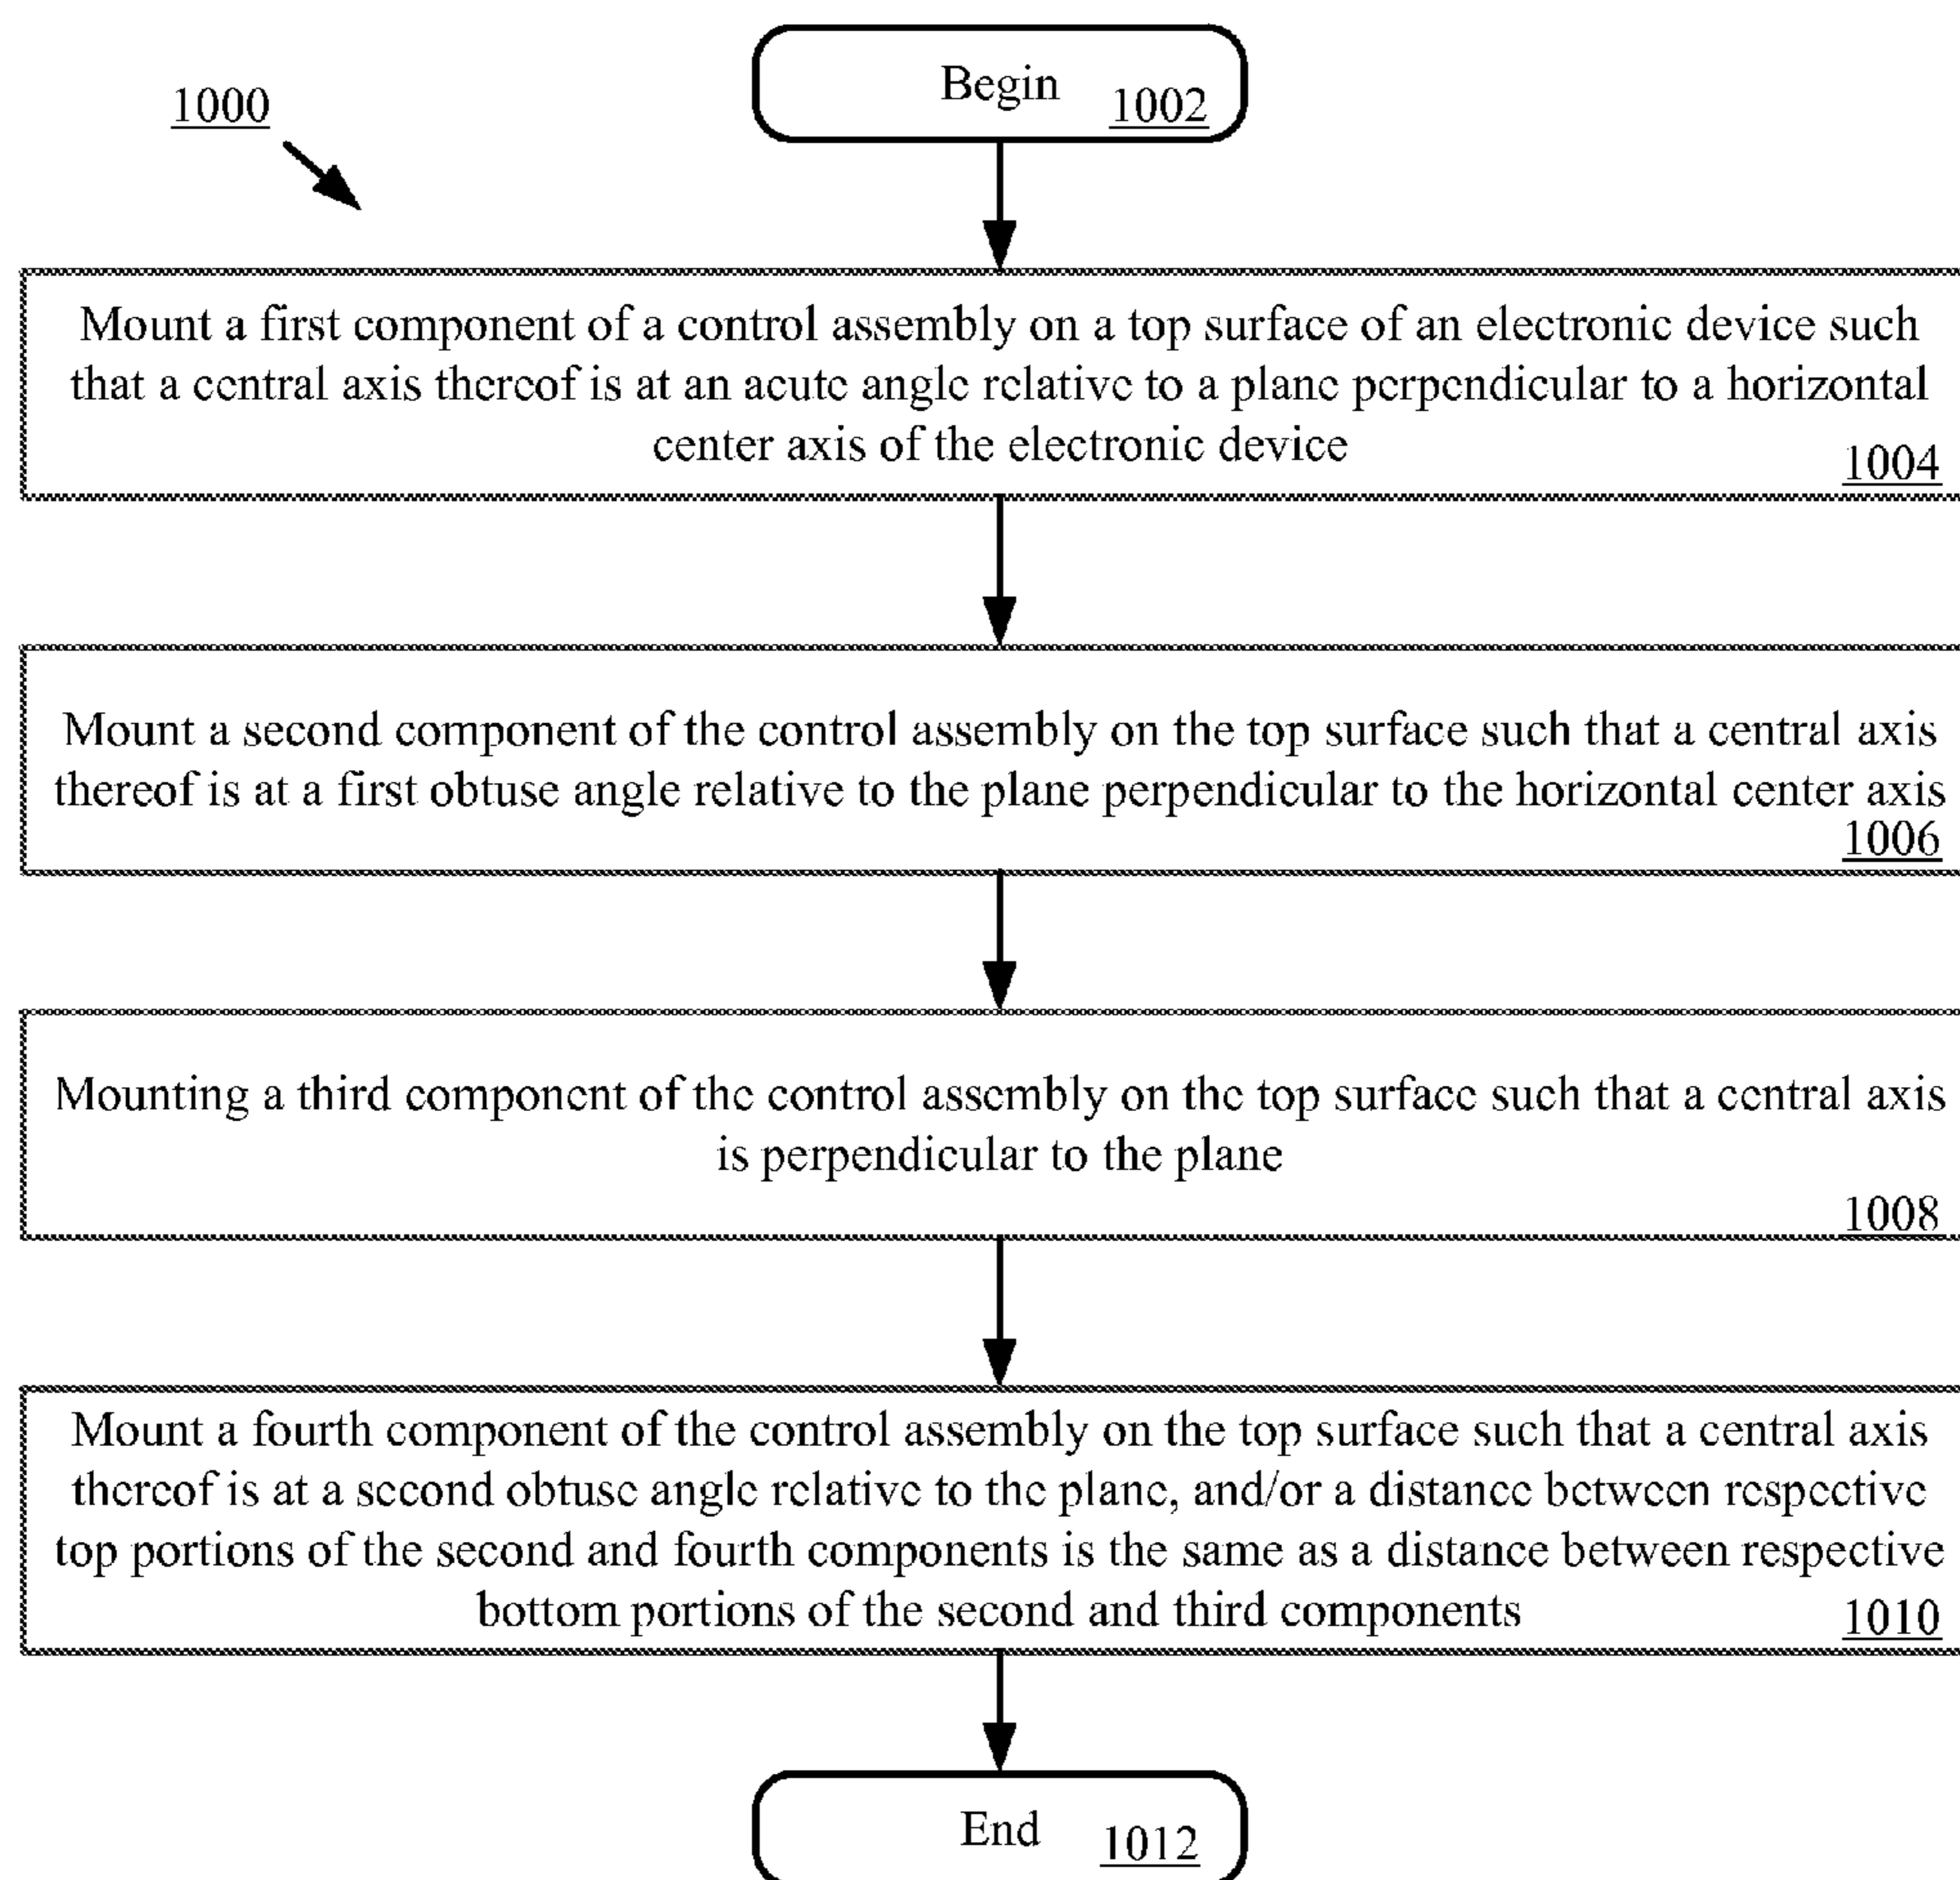 Begin 1002
1000
Mount a first component of a control assembly on a top surface of an electronic device such
that a central axis thereof is at an acute angle relative to a plane perpendicular to a horizontal
center axis of the electronic device
1004
Mount a second component of the control assembly on the top surface such that a central axis
thereof is at a first obtuse angle relative to the plane perpendicular to the horizontal center axis
1006
Mounting a third component of the control assembly on the top surface such that a central axis
is perpendicular to the plane
1008
Mount a fourth component of the control assembly on the top surface such that a central axis
thereof is at a second obtuse angle relative to the plane, and/or a distance between respective
top portions of the second and fourth components is the same as a distance between respective
bottom portions of the second and third components 1010
End 1012